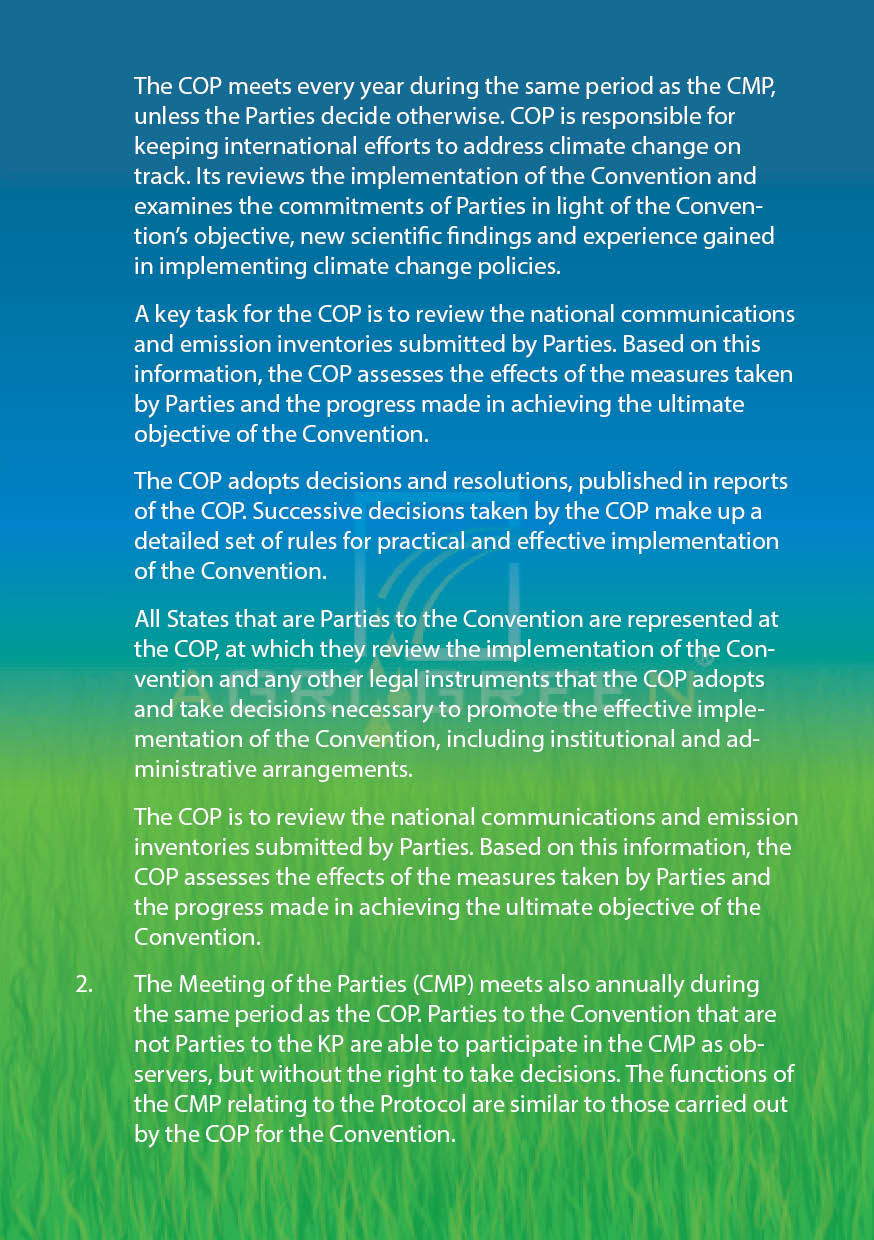 The COP meets every year during the same period as the CMP,
unless the Parties decide otherwise. COP is responsible for
keeping international efforts to address climate change on
track. Its reviews the implementation of the Convention and
examines the commitments of Parties in light of the Conven-
tion’s objective, new scientific findings and experience gained
in implementing climate change policies.
A key task for the COP is to review the national communications
and emission inventories submitted by Parties. Based on this
information, the COP assesses the effects of the measures taken
by Parties and the progress made in achieving the ultimate
objective of the Convention.
The COP adopts decisions and resolutions, published in reports
of the COP. Successive decisions taken by the COP make up a
detailed set of rules for practical and effective implementation
of the Convention.
All States that are Parties to the Convention are represented at
the COP, at which they review the implementation of the Con-
vention and any other legal instruments that the COP adopts
and take decisions necessary to promote the effective imple-
mentation of the Convention, including institutional and ad-
ministrative arrangements.
AGRIGREEN®
The COP is to review the national communications and emission
inventories submitted by Parties. Based on this information, the
COP assesses the effects of the measures taken by Parties and
the progress made in achieving the ultimate objective of the
Convention.
2. The Meeting of the Parties (CMP) meets also annually during
the same period as the COP. Parties to the Convention that are
not Parties to the KP are able to participate in the CMP as ob-
servers, but without the right to take decisions. The functions of
the CMP relating to the Protocol are similar to those carried out
by the COP for the Convention.